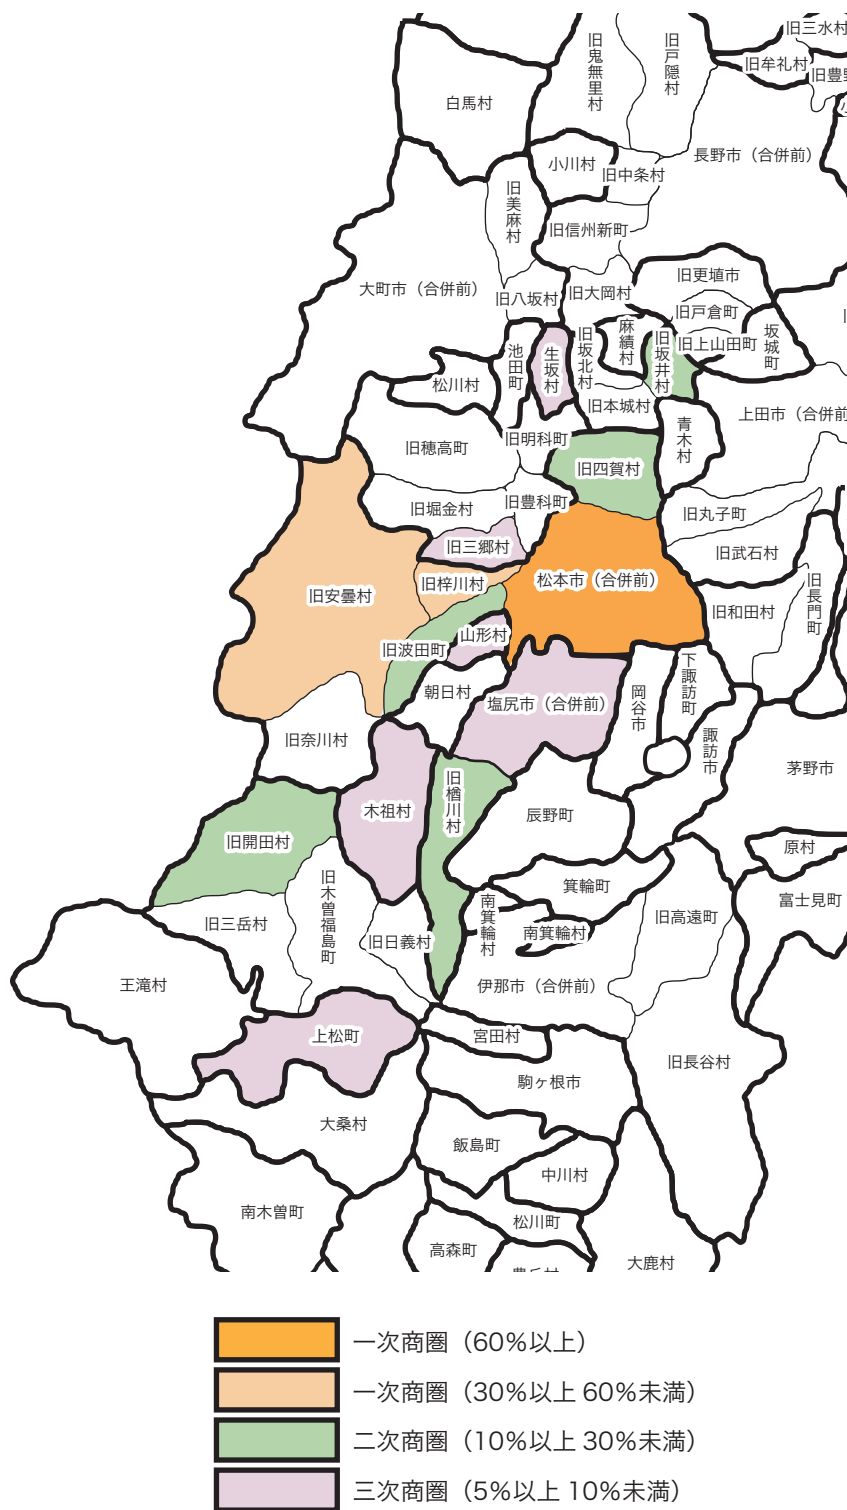 旧三水村
旧鬼無里村
旧戸隠村
旧牟礼村
旧豊野
白馬村
長野市（合併前）
小川村
旧中条村
旧美麻村
旧信州新町
旧更埴市
大町市（合併前）
旧八坂村
旧大岡村
旧戸倉町
坂城町
麻績村
旧坂井村
旧上山田町
旧坂北村
池田町
生坂村
松川村
旧本城村
青木村
上田市（合併前
旧穂高町
旧明科町
旧四賀村
旧堀金村
旧豊科町
旧丸子町
旧三郷村
旧武石村
旧梓川村
松本市（合併前）
旧長門町
旧安曇村
旧和田村
山形村
旧波田町
下諏訪町
朝日村
塩尻市（合併前）
岡谷市
諏訪市
旧奈川村
茅野市
旧楢川村
木祖村
辰野町
旧開田村
原村
箕輪町
富士見町
旧木曽福島町
南箕輪村
旧高遠町
旧三岳村
旧日義村
南箕輪村
王滝村
伊那市（合併前）
上松町
宮田村
旧長谷村
駒ヶ根市
大桑村
飯島町
中川村
南木曽町
松川町
高森町
大鹿村
豊丘村
一次商圏（60%以上）
一次商圏（30%以上 60%未満）
二次商圏（10%以上 30%未満）
三次商圏（5%以上 10%未満）